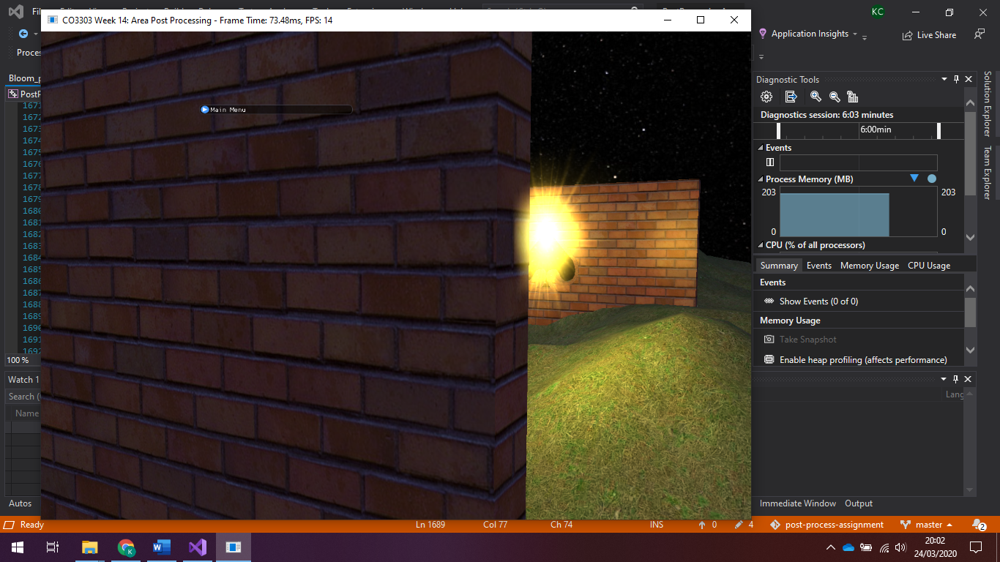 CO3303 Week 14: Area Post Processing - Frame Time: 73.48ms, FPS: 14
KC
Application Insights
Live Share
Proces
Bloom_p
PostP
1671
1672
1673
1674
1675
1676
1677
1678
1679
1680
1681
1682
1683
1684
1685
1686
1687
1688
1689
1690
1691
1692
100 %
Main Menu
Diagnostic Tools
Diagnostics session: 6:03 minutes
6:00min
Events
Process Memory (MB)
203
203
0
0
CPU (% of all processors)
Summary
Events
Memory Usage
CPU Usage
Events
Show Events (0 of 0)
Memory Usage
Take Snapshot
Enable heap profiling (affects performance)
Solution Explorer
Team Explorer
Watch 1
Search (
Name
Lang
Autos
Immediate Window
Output
Ready
Ln 1689
Col 77
Ch 74
INS
0
4
post-process-assignment
master
2
20:02
24/03/2020